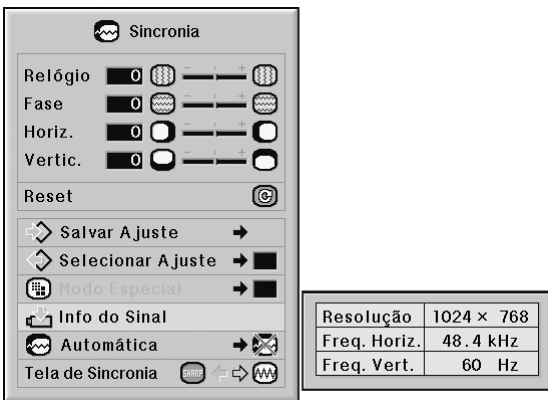 Sincronia
Relógio 0 - +
Fase 0 - +
Horiz. 0 - +
Vertic. 0 - +
Reset
Salvar Ajuste
Selecionar Ajuste
Modo Especial
Info do Sinal
Automática
Tela de Sincronia SHARP
Resolução 1024 × 768
Freq. Horiz. 48.4 kHz
Freq. Vert. 60 Hz